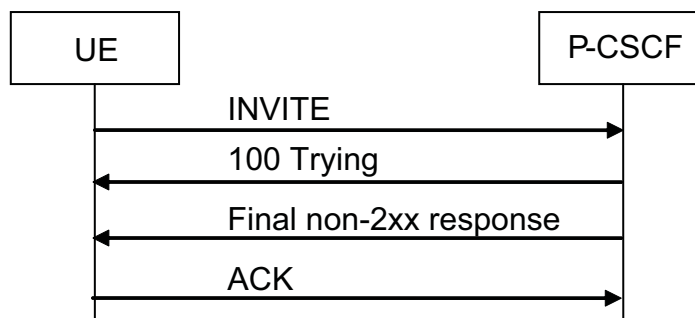 UE
P-CSCF
INVITE
100 Trying
Final non-2xx response
ACK